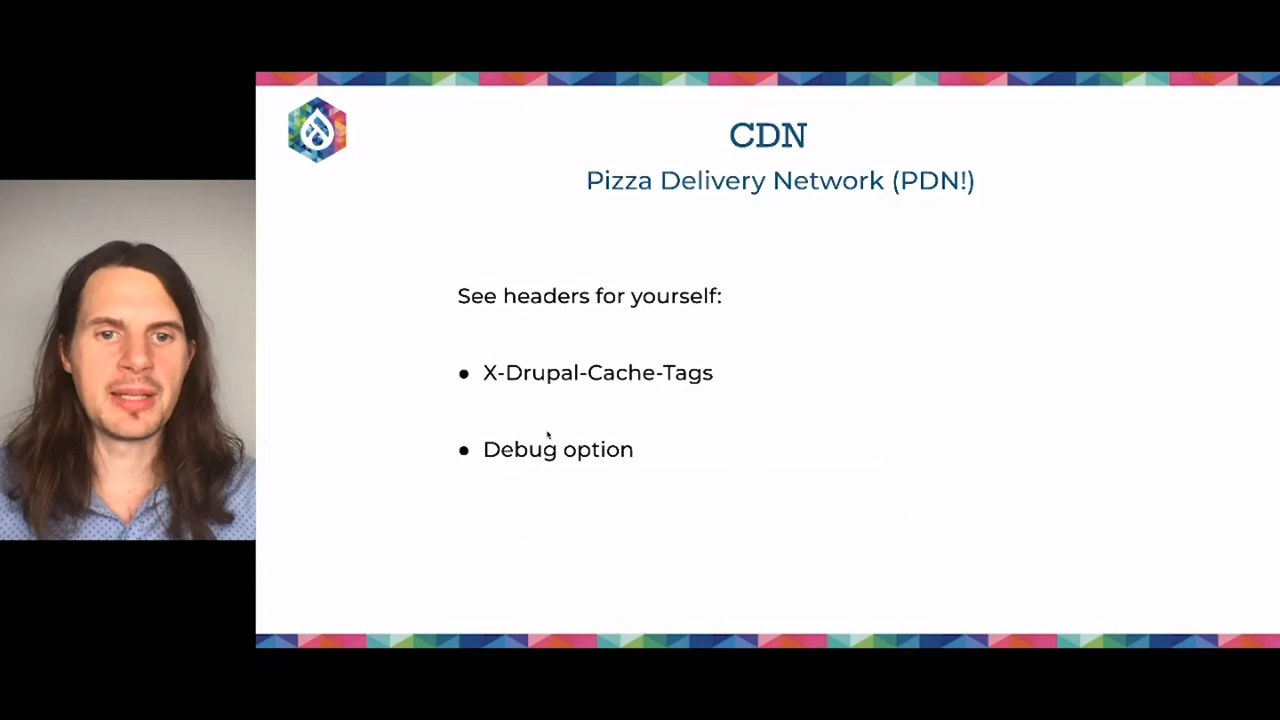 CDN
Pizza Delivery Network (PDN!)
See headers for yourself:
● X-Drupal-Cache-Tags
● Debug option